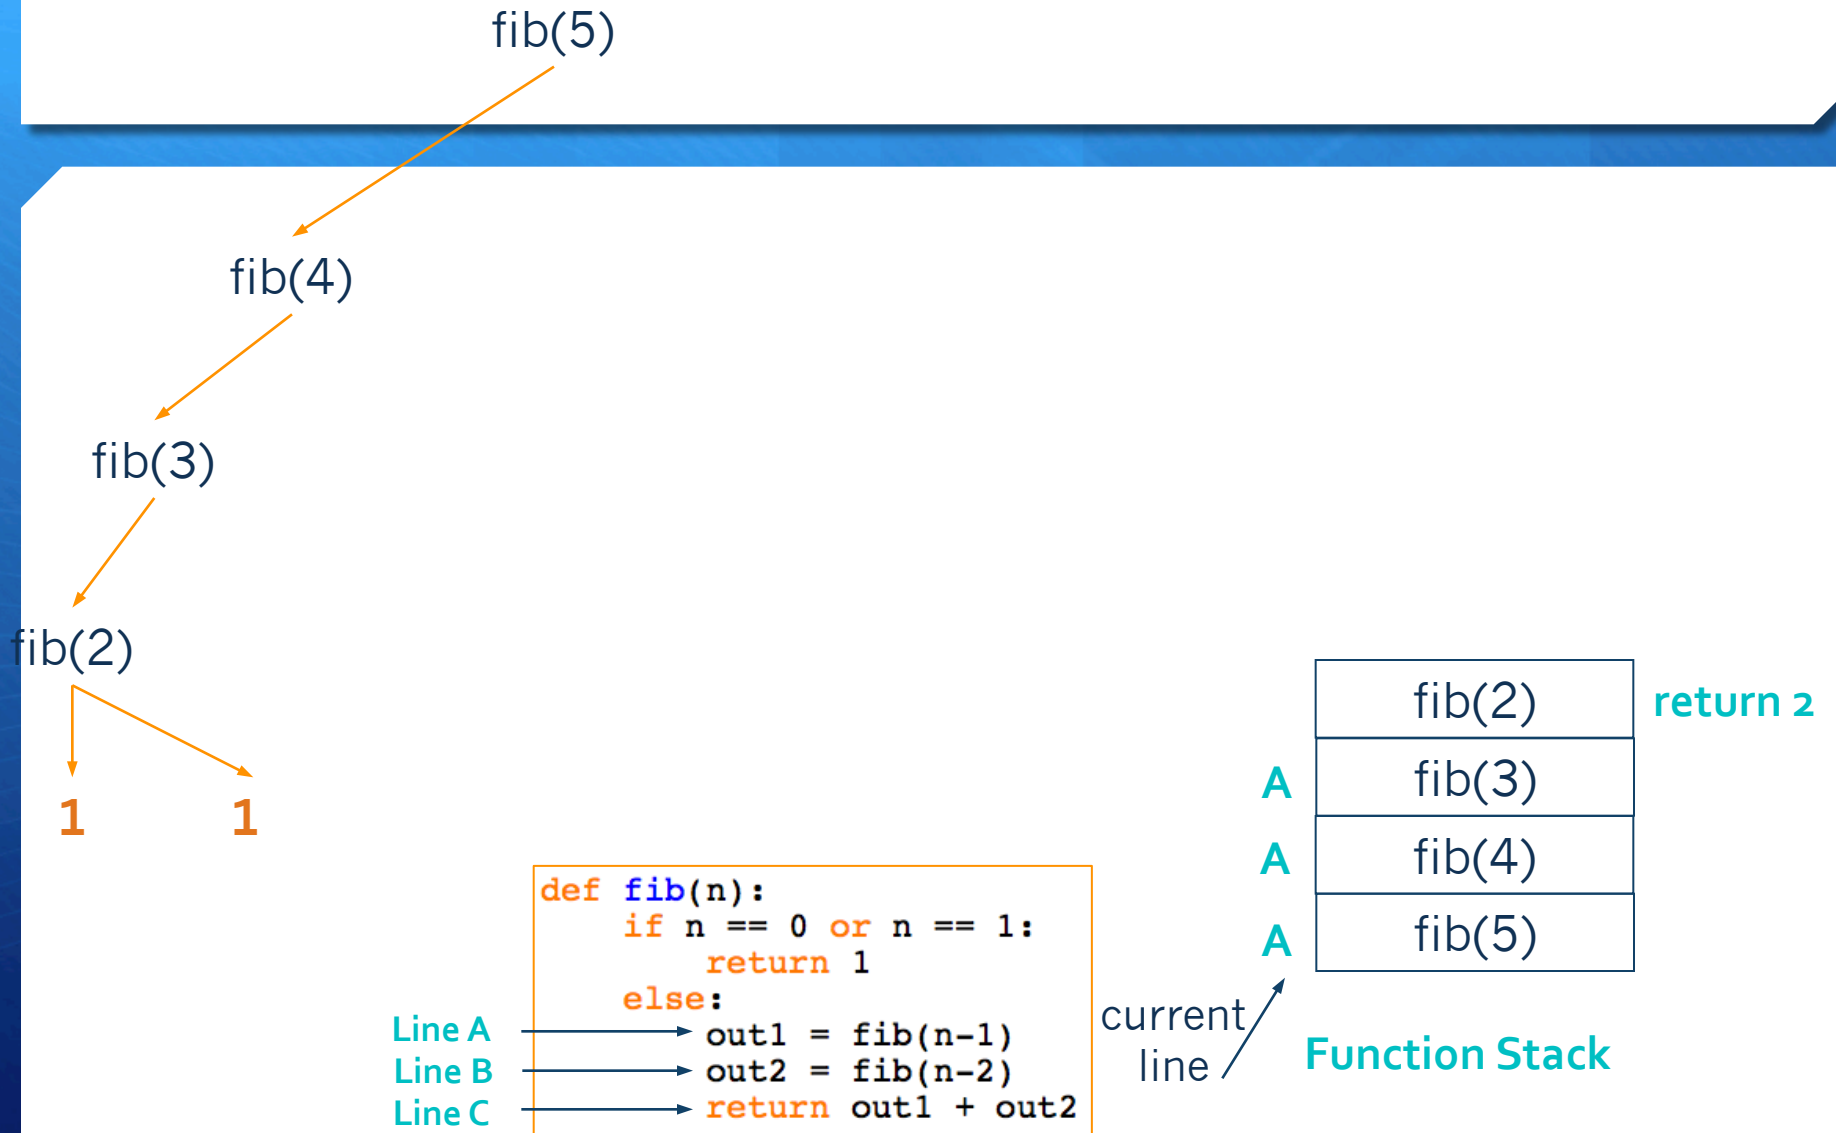 fib(5)
fib(4)
fib(3)
fib(2)
1 1
def fib(n):
    if n == 0 or n == 1:
        return 1
    else:
Line A         out1 = fib(n-1)
Line B         out2 = fib(n-2)
Line C         return out1 + out2
fib(2) return 2
A fib(3)
A fib(4)
A fib(5)
current
line
Function Stack